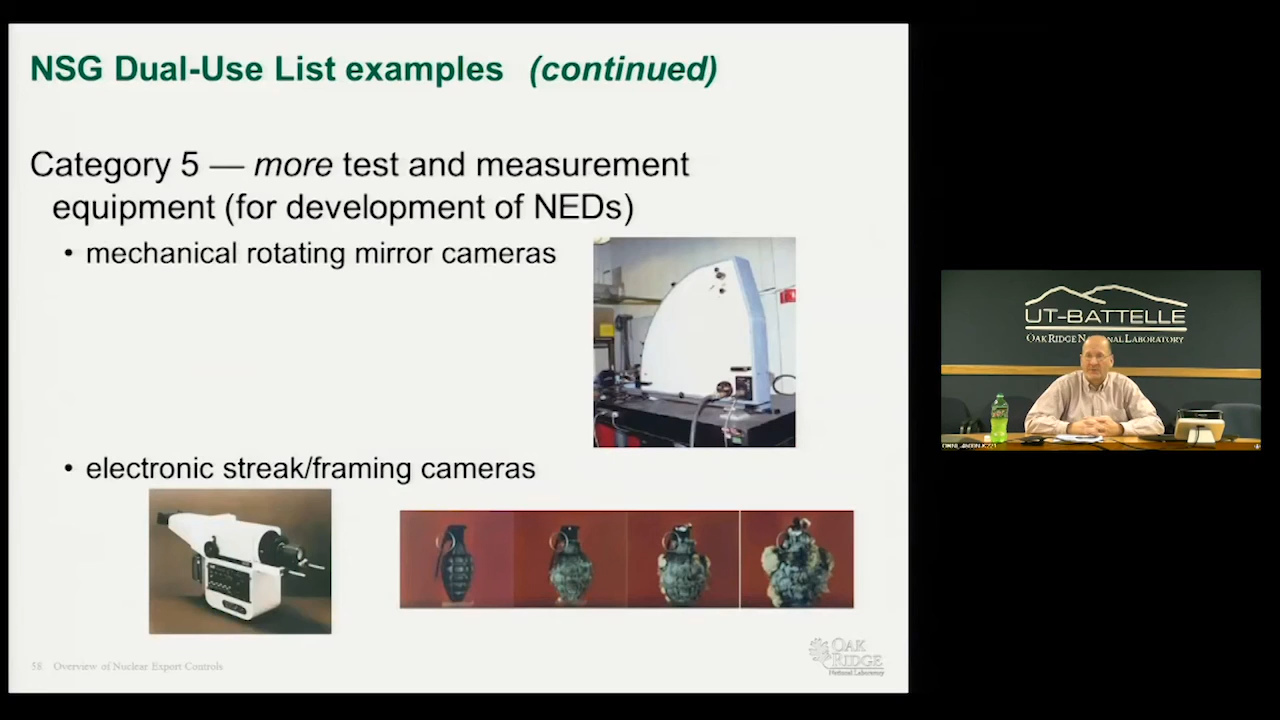 NSG Dual-Use List examples (continued)
Category 5 — more test and measurement
equipment (for development of NEDs)
• mechanical rotating mirror cameras
• electronic streak/framing cameras
58 Overview of Nuclear Export Controls
OAK
RIDGE
National Laboratory
UT-BATTELLE
OAK RIDGE NATIONAL LABORATORY